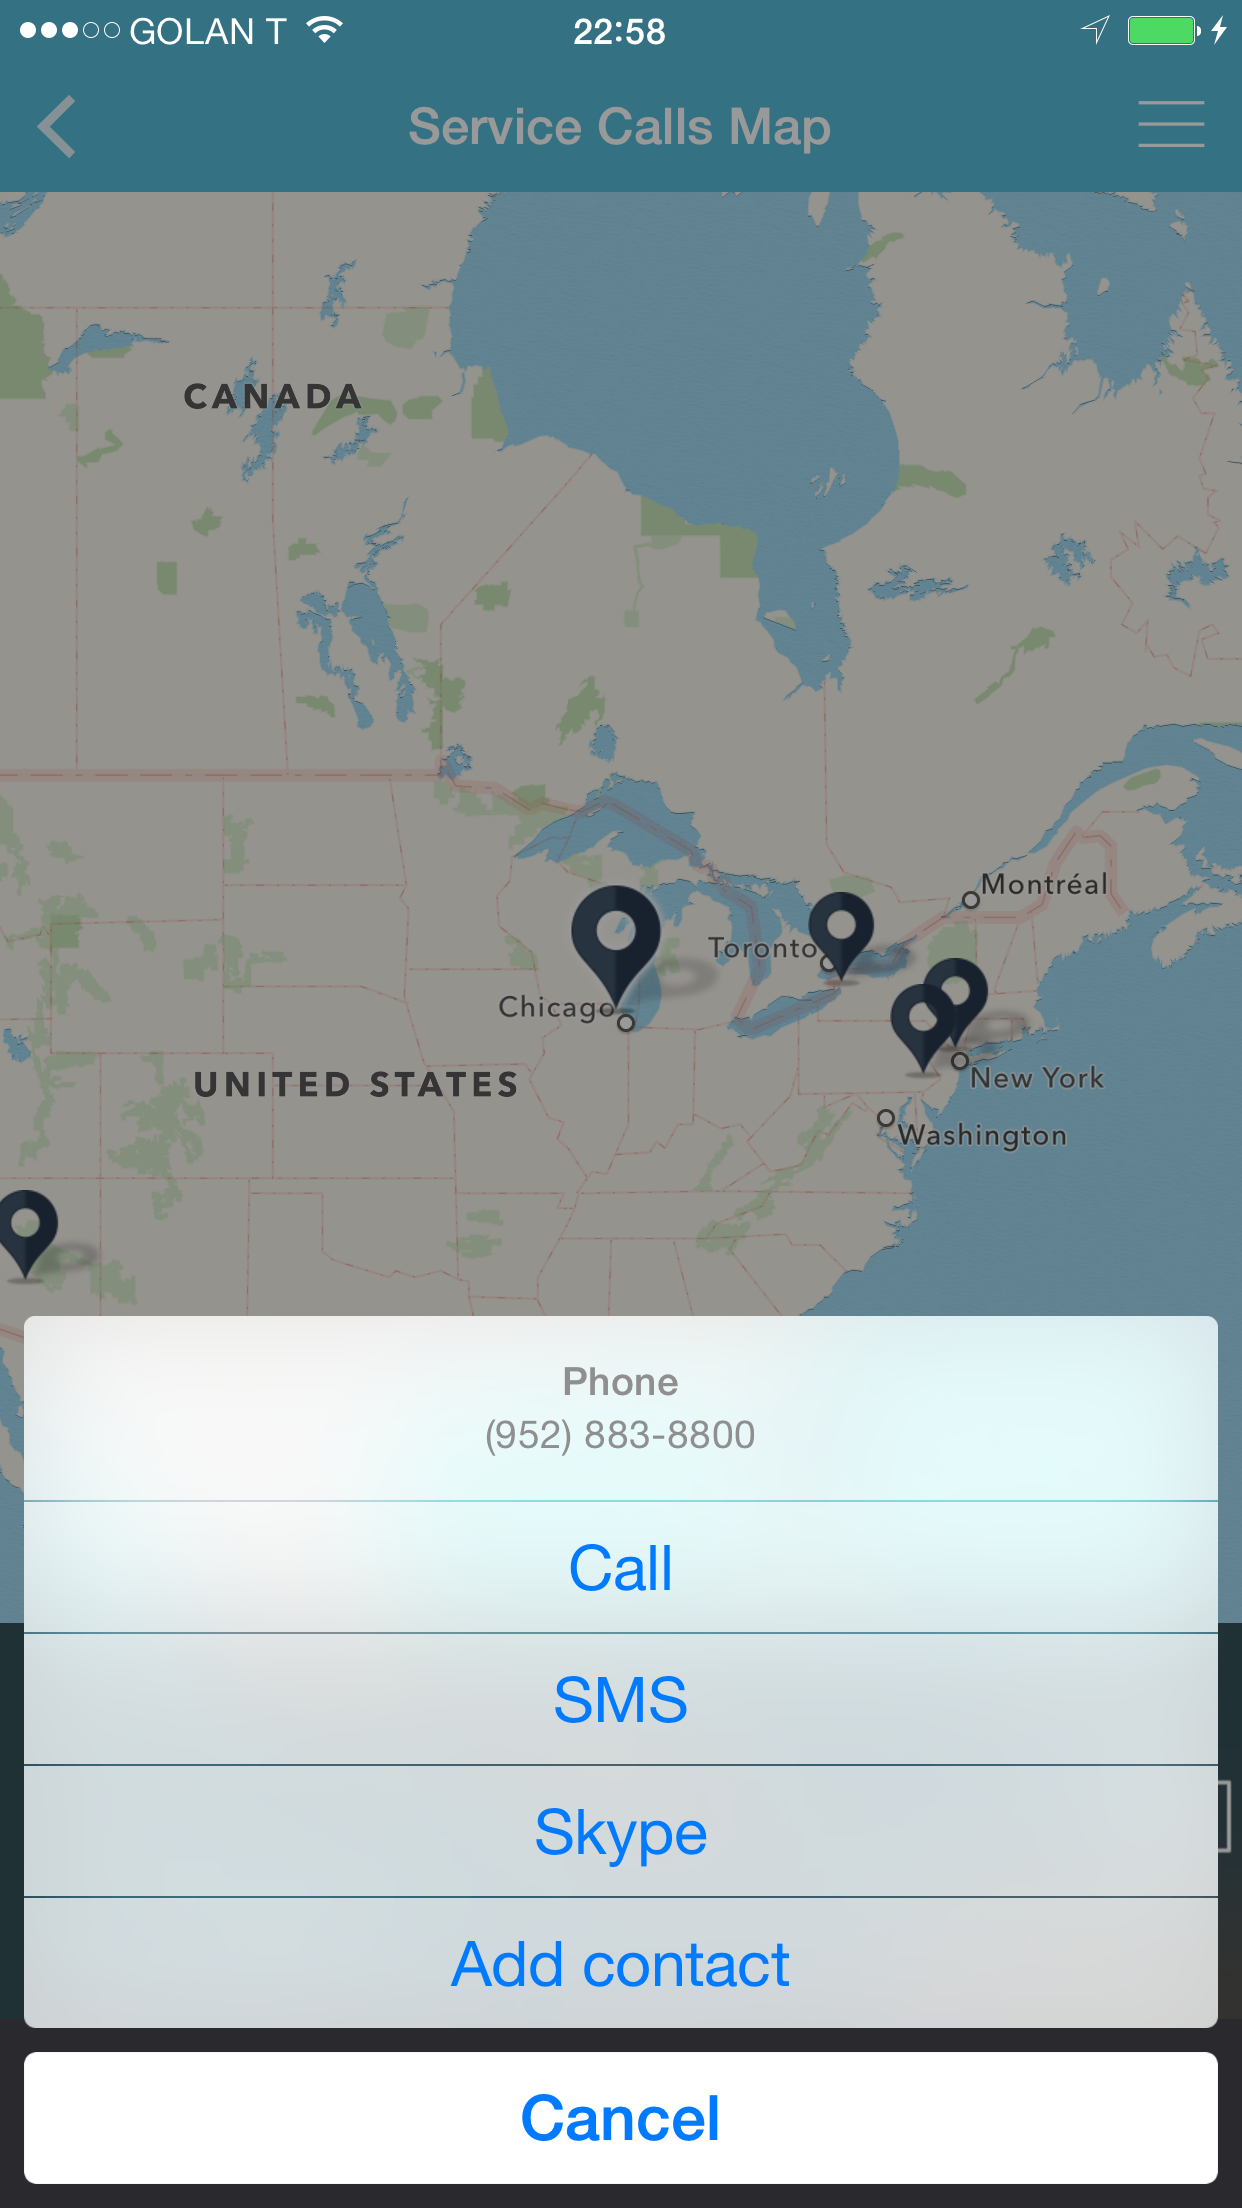 GOLAN T
22:58
Service Calls Map
CANADA
Montréal
Toronto
Chicago
UNITED STATES
New York
Washington
Phone
(952) 883-8800
Call
SMS
Skype
Add contact
Cancel